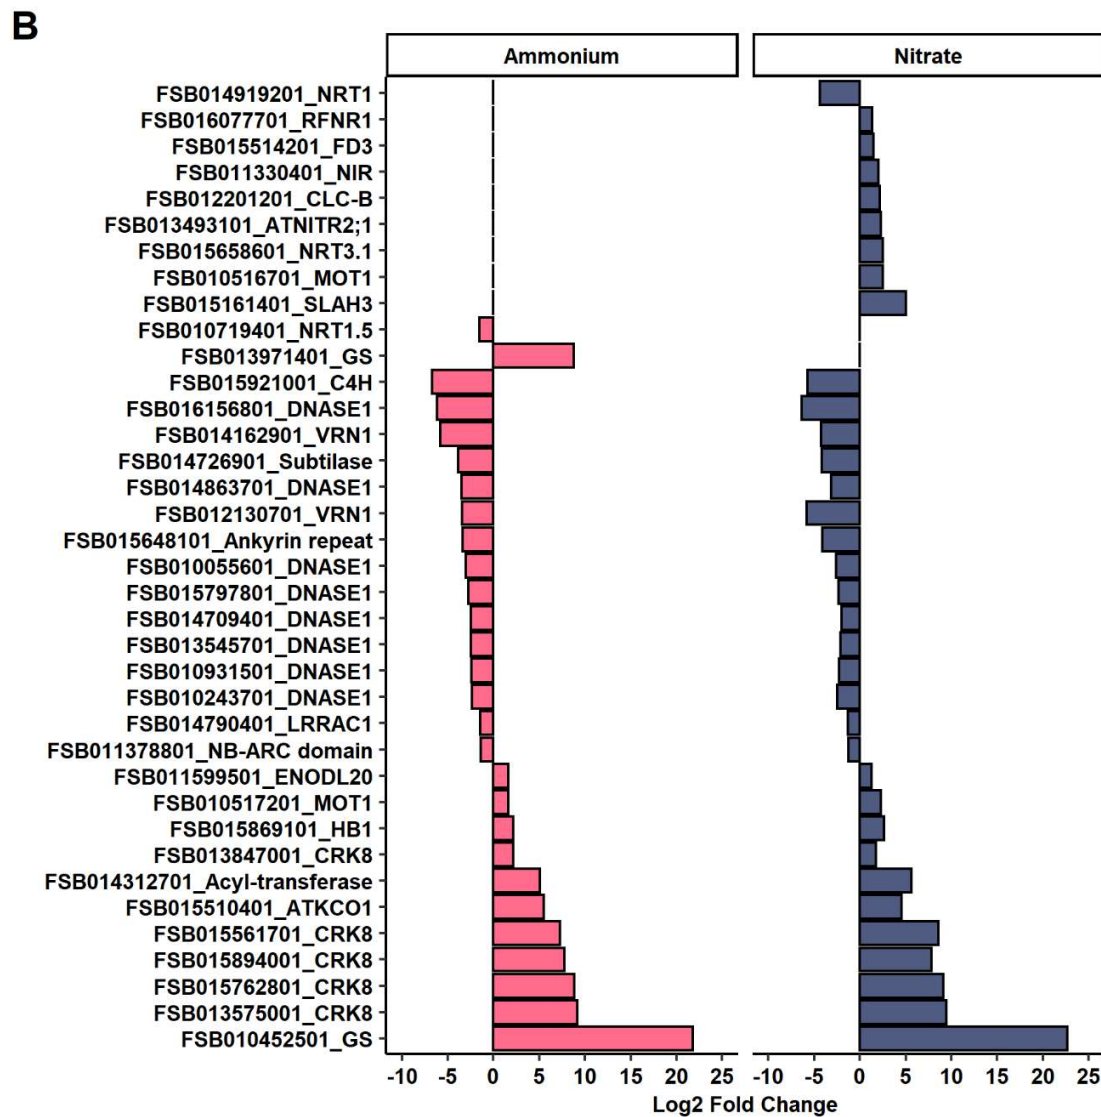 B
Ammonium
Nitrate
FSB014919201_NRT1
FSB016077701_RFNR1
FSB015514201_FD3
FSB011330401_NIR
FSB012201201_CLC-B
FSB013493101_ATNITR2;1
FSB015658601_NRT3.1
FSB010516701_MOT1
FSB015161401_SLAH3
FSB010719401_NRT1.5
FSB013971401_GS
FSB015921001_C4H
FSB016156801_DNASE1
FSB014162901_VRN1
FSB014726901_Subtilase
FSB014863701_DNASE1
FSB012130701_VRN1
FSB015648101_Ankyrin repeat
FSB010055601_DNASE1
FSB015797801_DNASE1
FSB014709401_DNASE1
FSB013545701_DNASE1
FSB010931501_DNASE1
FSB010243701_DNASE1
FSB014790401_LRRAC1
FSB011378801_NB-ARC domain
FSB011599501_ENODL20
FSB010517201_MOT1
FSB015869101_HB1
FSB013847001_CRK8
FSB014312701_Acyl-transferase
FSB015510401_ATKCO1
FSB015561701_CRK8
FSB015894001_CRK8
FSB015762801_CRK8
FSB013575001_CRK8
FSB010452501_GS
-10 -5 0 5 10 15 20 25
-10 -5 0 5 10 15 20 25
Log2 Fold Change